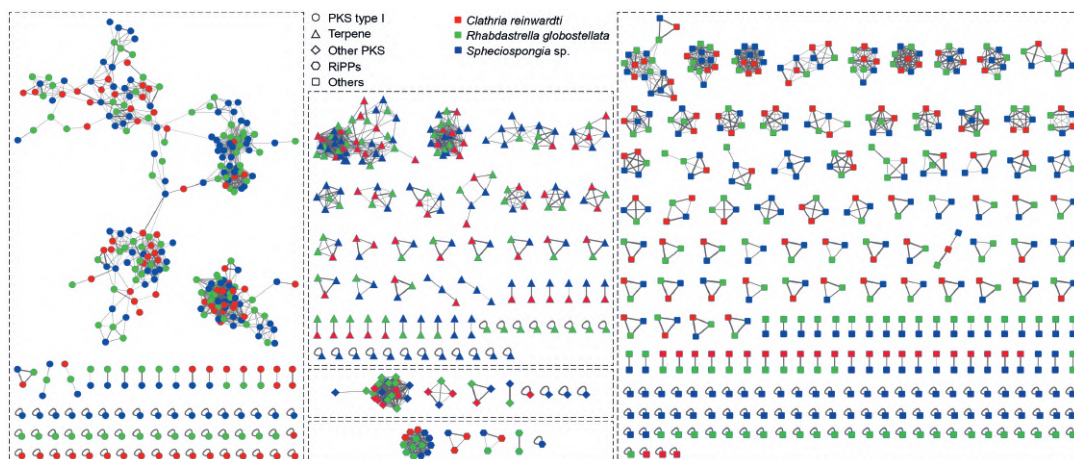 PKS type I
Terpene
Other PKS
RiPPs
Others
Clathria reinwardti
Rhabdastrella globostellata
Spheciospongia sp.